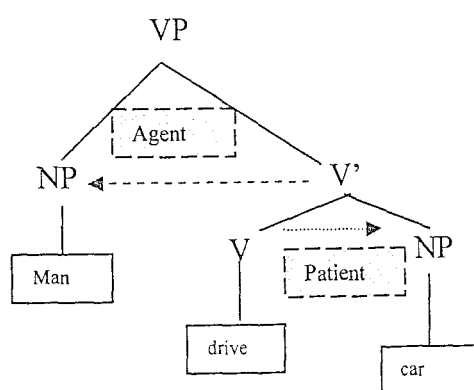 VP
Agent
NP
V'
V
NP
Man
Patient
drive
car